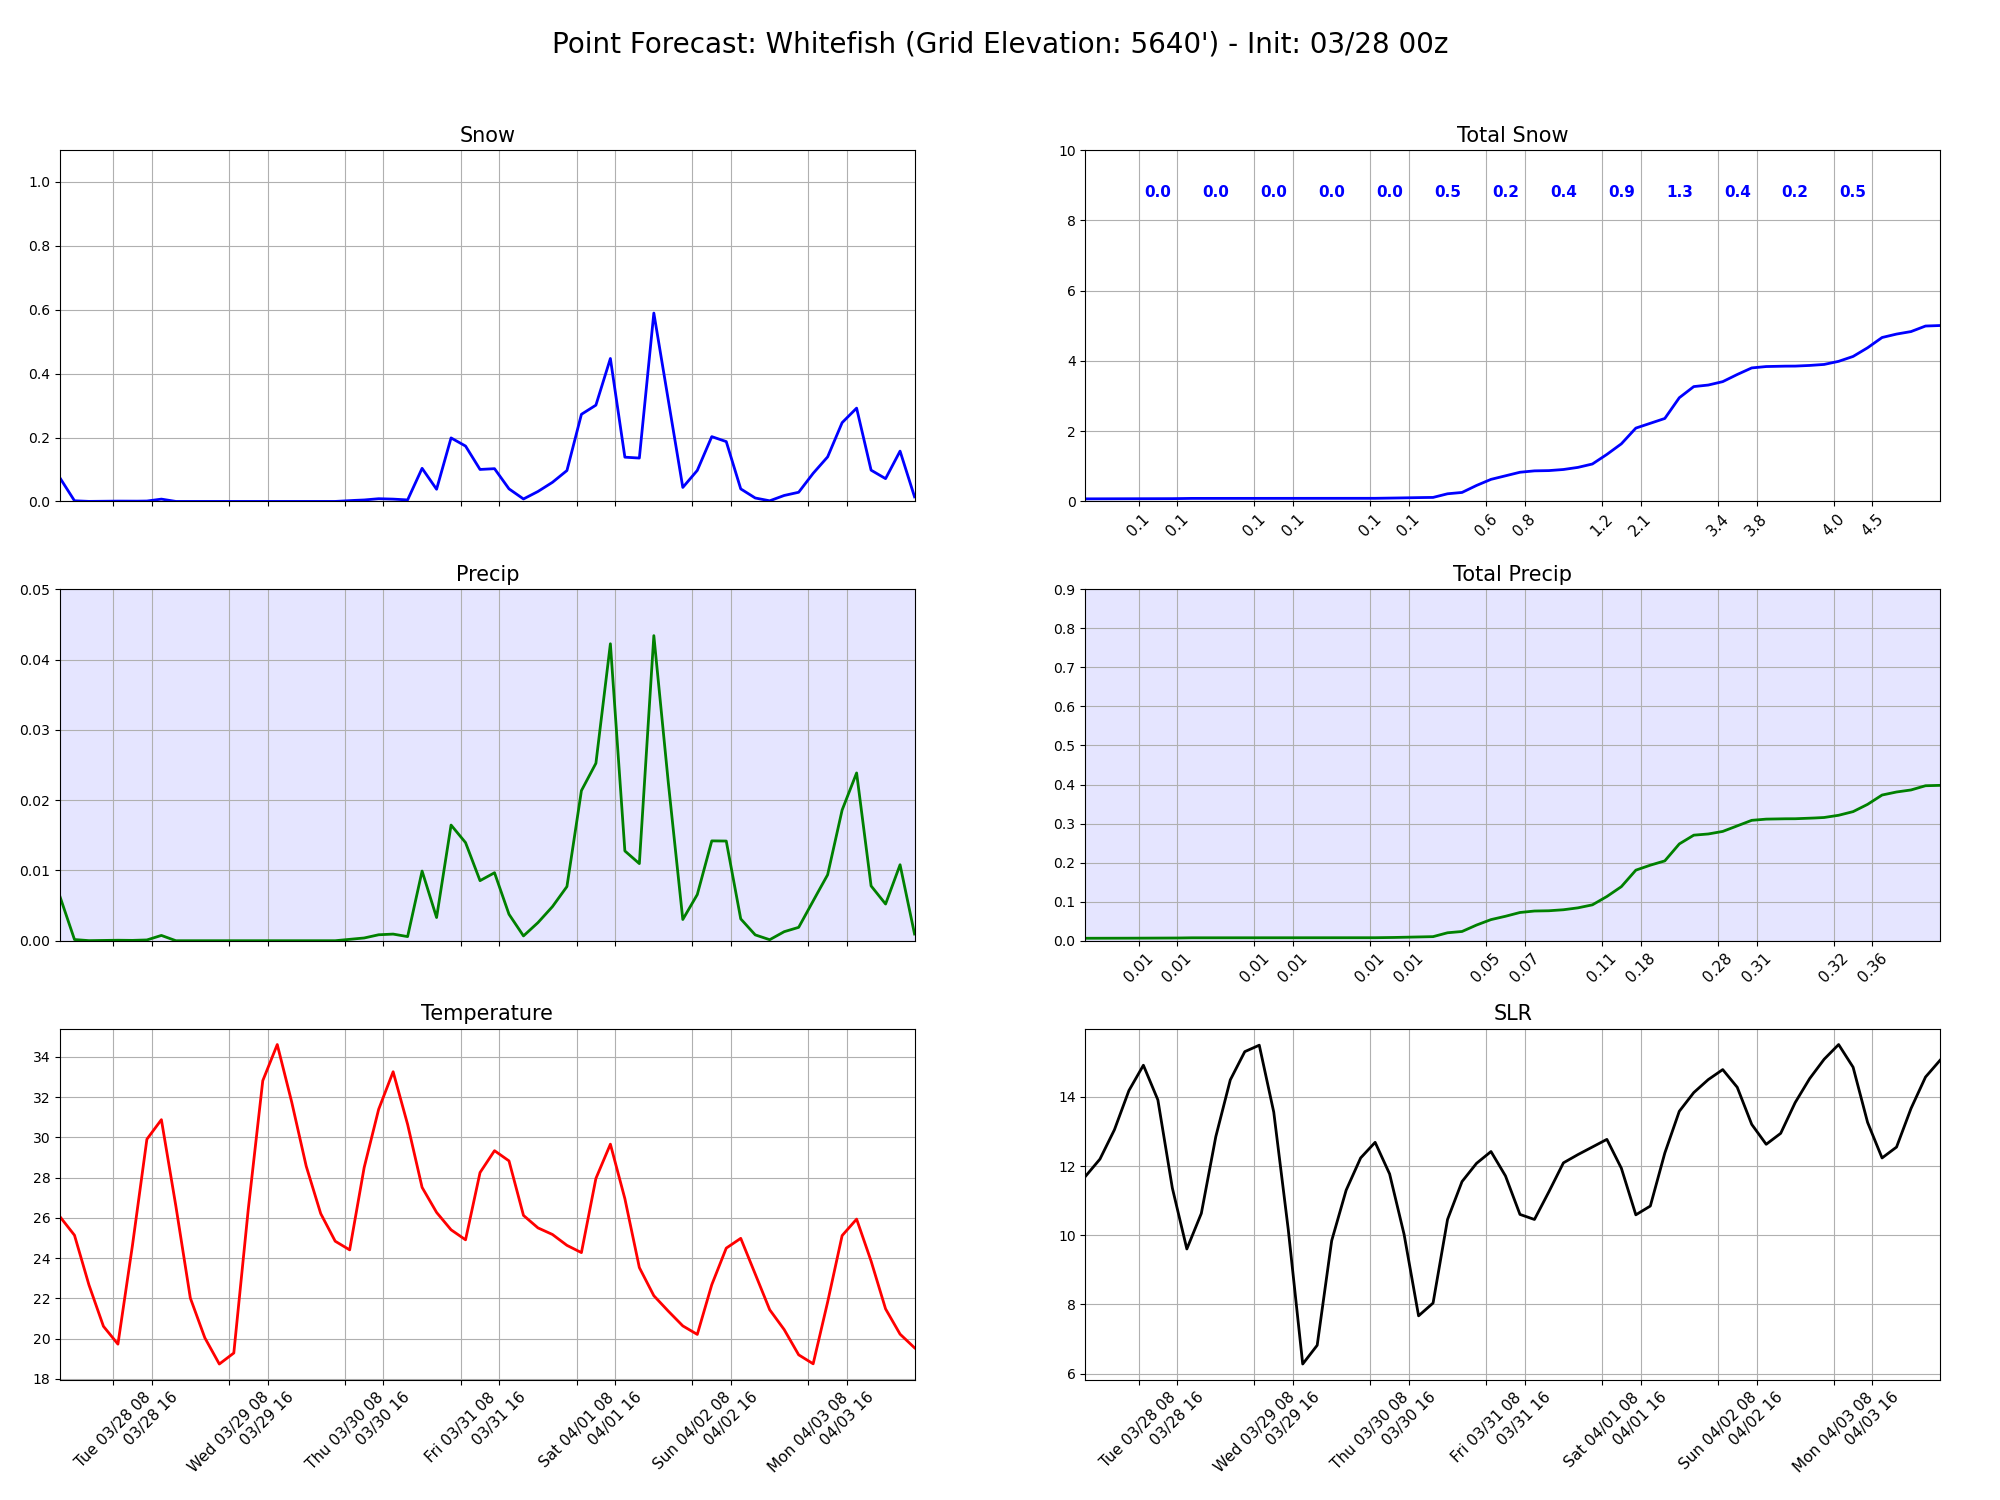 Point Forecast: Whitefish (Grid Elevation: 5640') - Init: 03/28 00z
Snow
1.0
0.8
0.6
0.4
0.2
0.0
Total Snow
10
8
6
4
2
0
0.0 0.0 0.0 0.0 0.0 0.5 0.2 0.4 0.9 1.3 0.4 0.2 0.5
0.1 0.1 0.1 0.1 0.1 0.1 0.6 0.8 1.2 2.1 3.4 3.8 4.0 4.5
Precip
0.05
0.04
0.03
0.02
0.01
0.00
Total Precip
0.9
0.8
0.7
0.6
0.5
0.4
0.3
0.2
0.1
0.0
0.01 0.01 0.01 0.01 0.01 0.01 0.05 0.07 0.11 0.18 0.28 0.31 0.32 0.36
Temperature
34
32
30
28
26
24
22
20
18
Tue 03/28 08
03/28 16
Wed 03/29 08
03/29 16
Thu 03/30 08
03/30 16
Fri 03/31 08
03/31 16
Sat 04/01 08
04/01 16
Sun 04/02 08
04/02 16
Mon 04/03 08
04/03 16
SLR
14
12
10
8
6
Tue 03/28 08
03/28 16
Wed 03/29 08
03/29 16
Thu 03/30 08
03/30 16
Fri 03/31 08
03/31 16
Sat 04/01 08
04/01 16
Sun 04/02 08
04/02 16
Mon 04/03 08
04/03 16